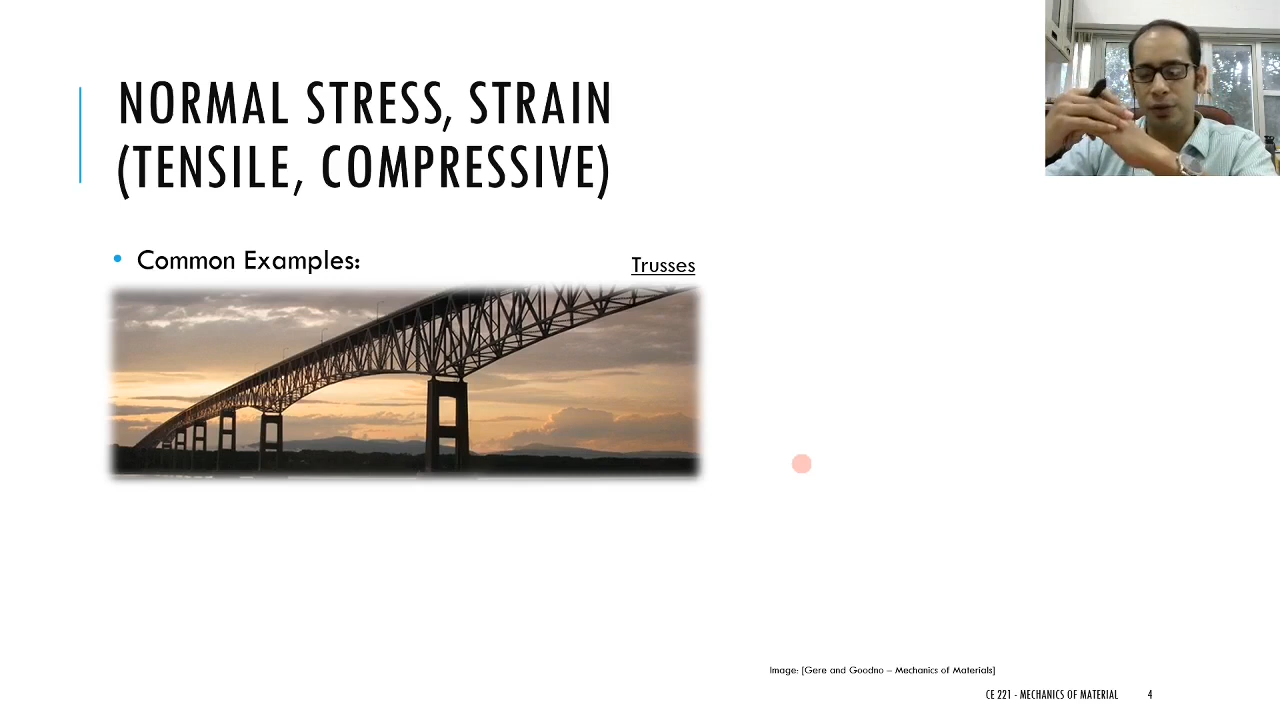 NORMAL STRESS, STRAIN
(TENSILE, COMPRESSIVE)
• Common Examples:
Trusses
Image: [Gere and Goodno – Mechanics of Materials]
CE 221 - MECHANICS OF MATERIAL 4